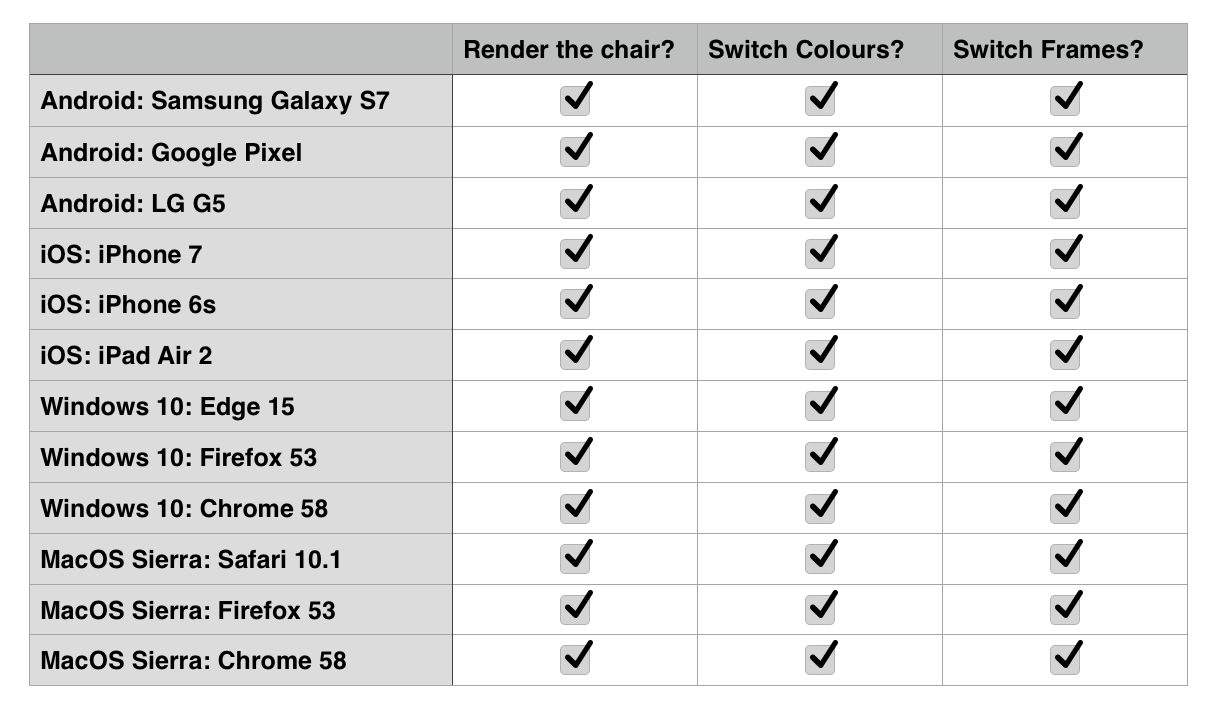 Render the chair? Switch Colours? Switch Frames?
Android: Samsung Galaxy S7
Android: Google Pixel
Android: LG G5
iOS: iPhone 7
iOS: iPhone 6s
iOS: iPad Air 2
Windows 10: Edge 15
Windows 10: Firefox 53
Windows 10: Chrome 58
MacOS Sierra: Safari 10.1
MacOS Sierra: Firefox 53
MacOS Sierra: Chrome 58